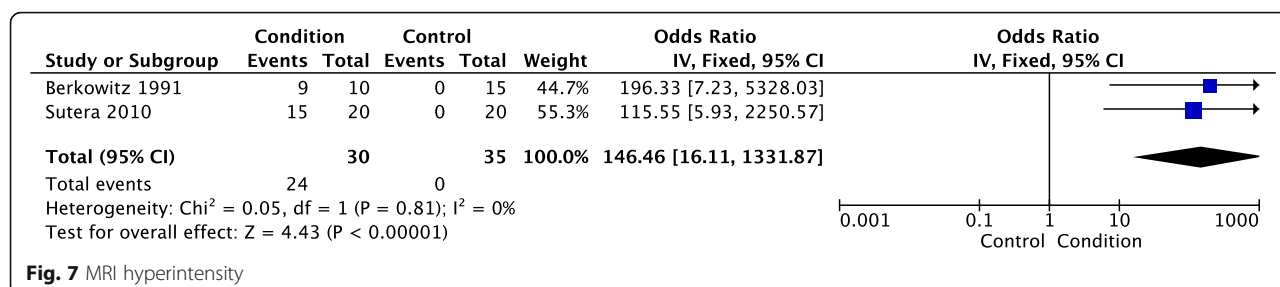 Condition Control Odds Ratio Odds Ratio
Study or Subgroup Events Total Events Total Weight IV, Fixed, 95% CI IV, Fixed, 95% CI
Berkowitz 1991 9 10 0 15 44.7% 196.33 [7.23, 5328.03]
Sutera 2010 15 20 0 20 55.3% 115.55 [5.93, 2250.57]
Total (95% CI) 30 35 100.0% 146.46 [16.11, 1331.87]
Total events 24 0
Heterogeneity: Chi² = 0.05, df = 1 (P = 0.81); I² = 0%
Test for overall effect: Z = 4.43 (P < 0.00001)
0.001 0.1 1 10 1000
Control Condition
Fig. 7 MRI hyperintensity